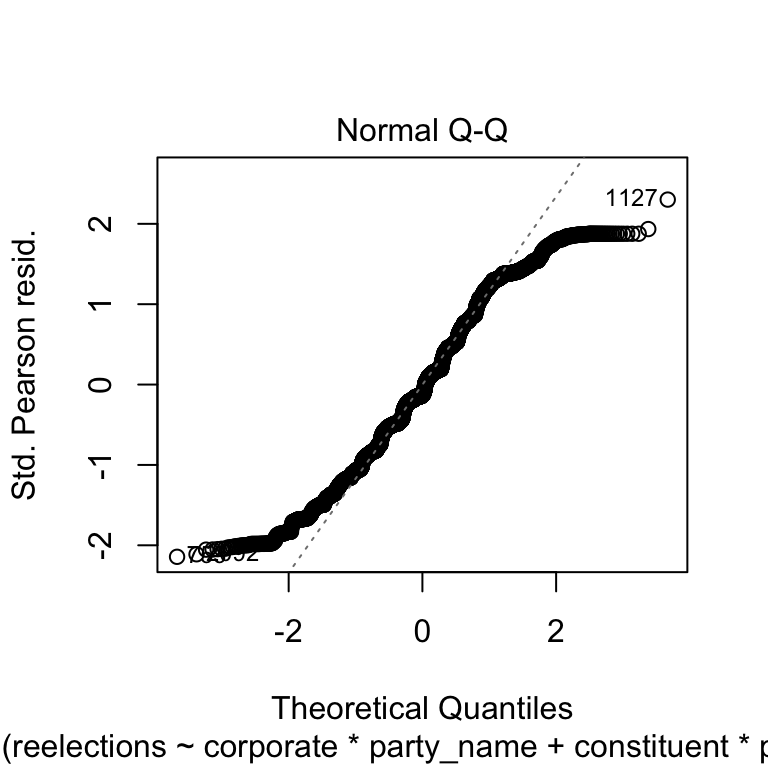 Normal Q-Q
Std. Pearson resid.
2
1
0
-1
-2
1127
-2 0 2
Theoretical Quantiles
(reelections ~ corporate * party_name + constituent * p